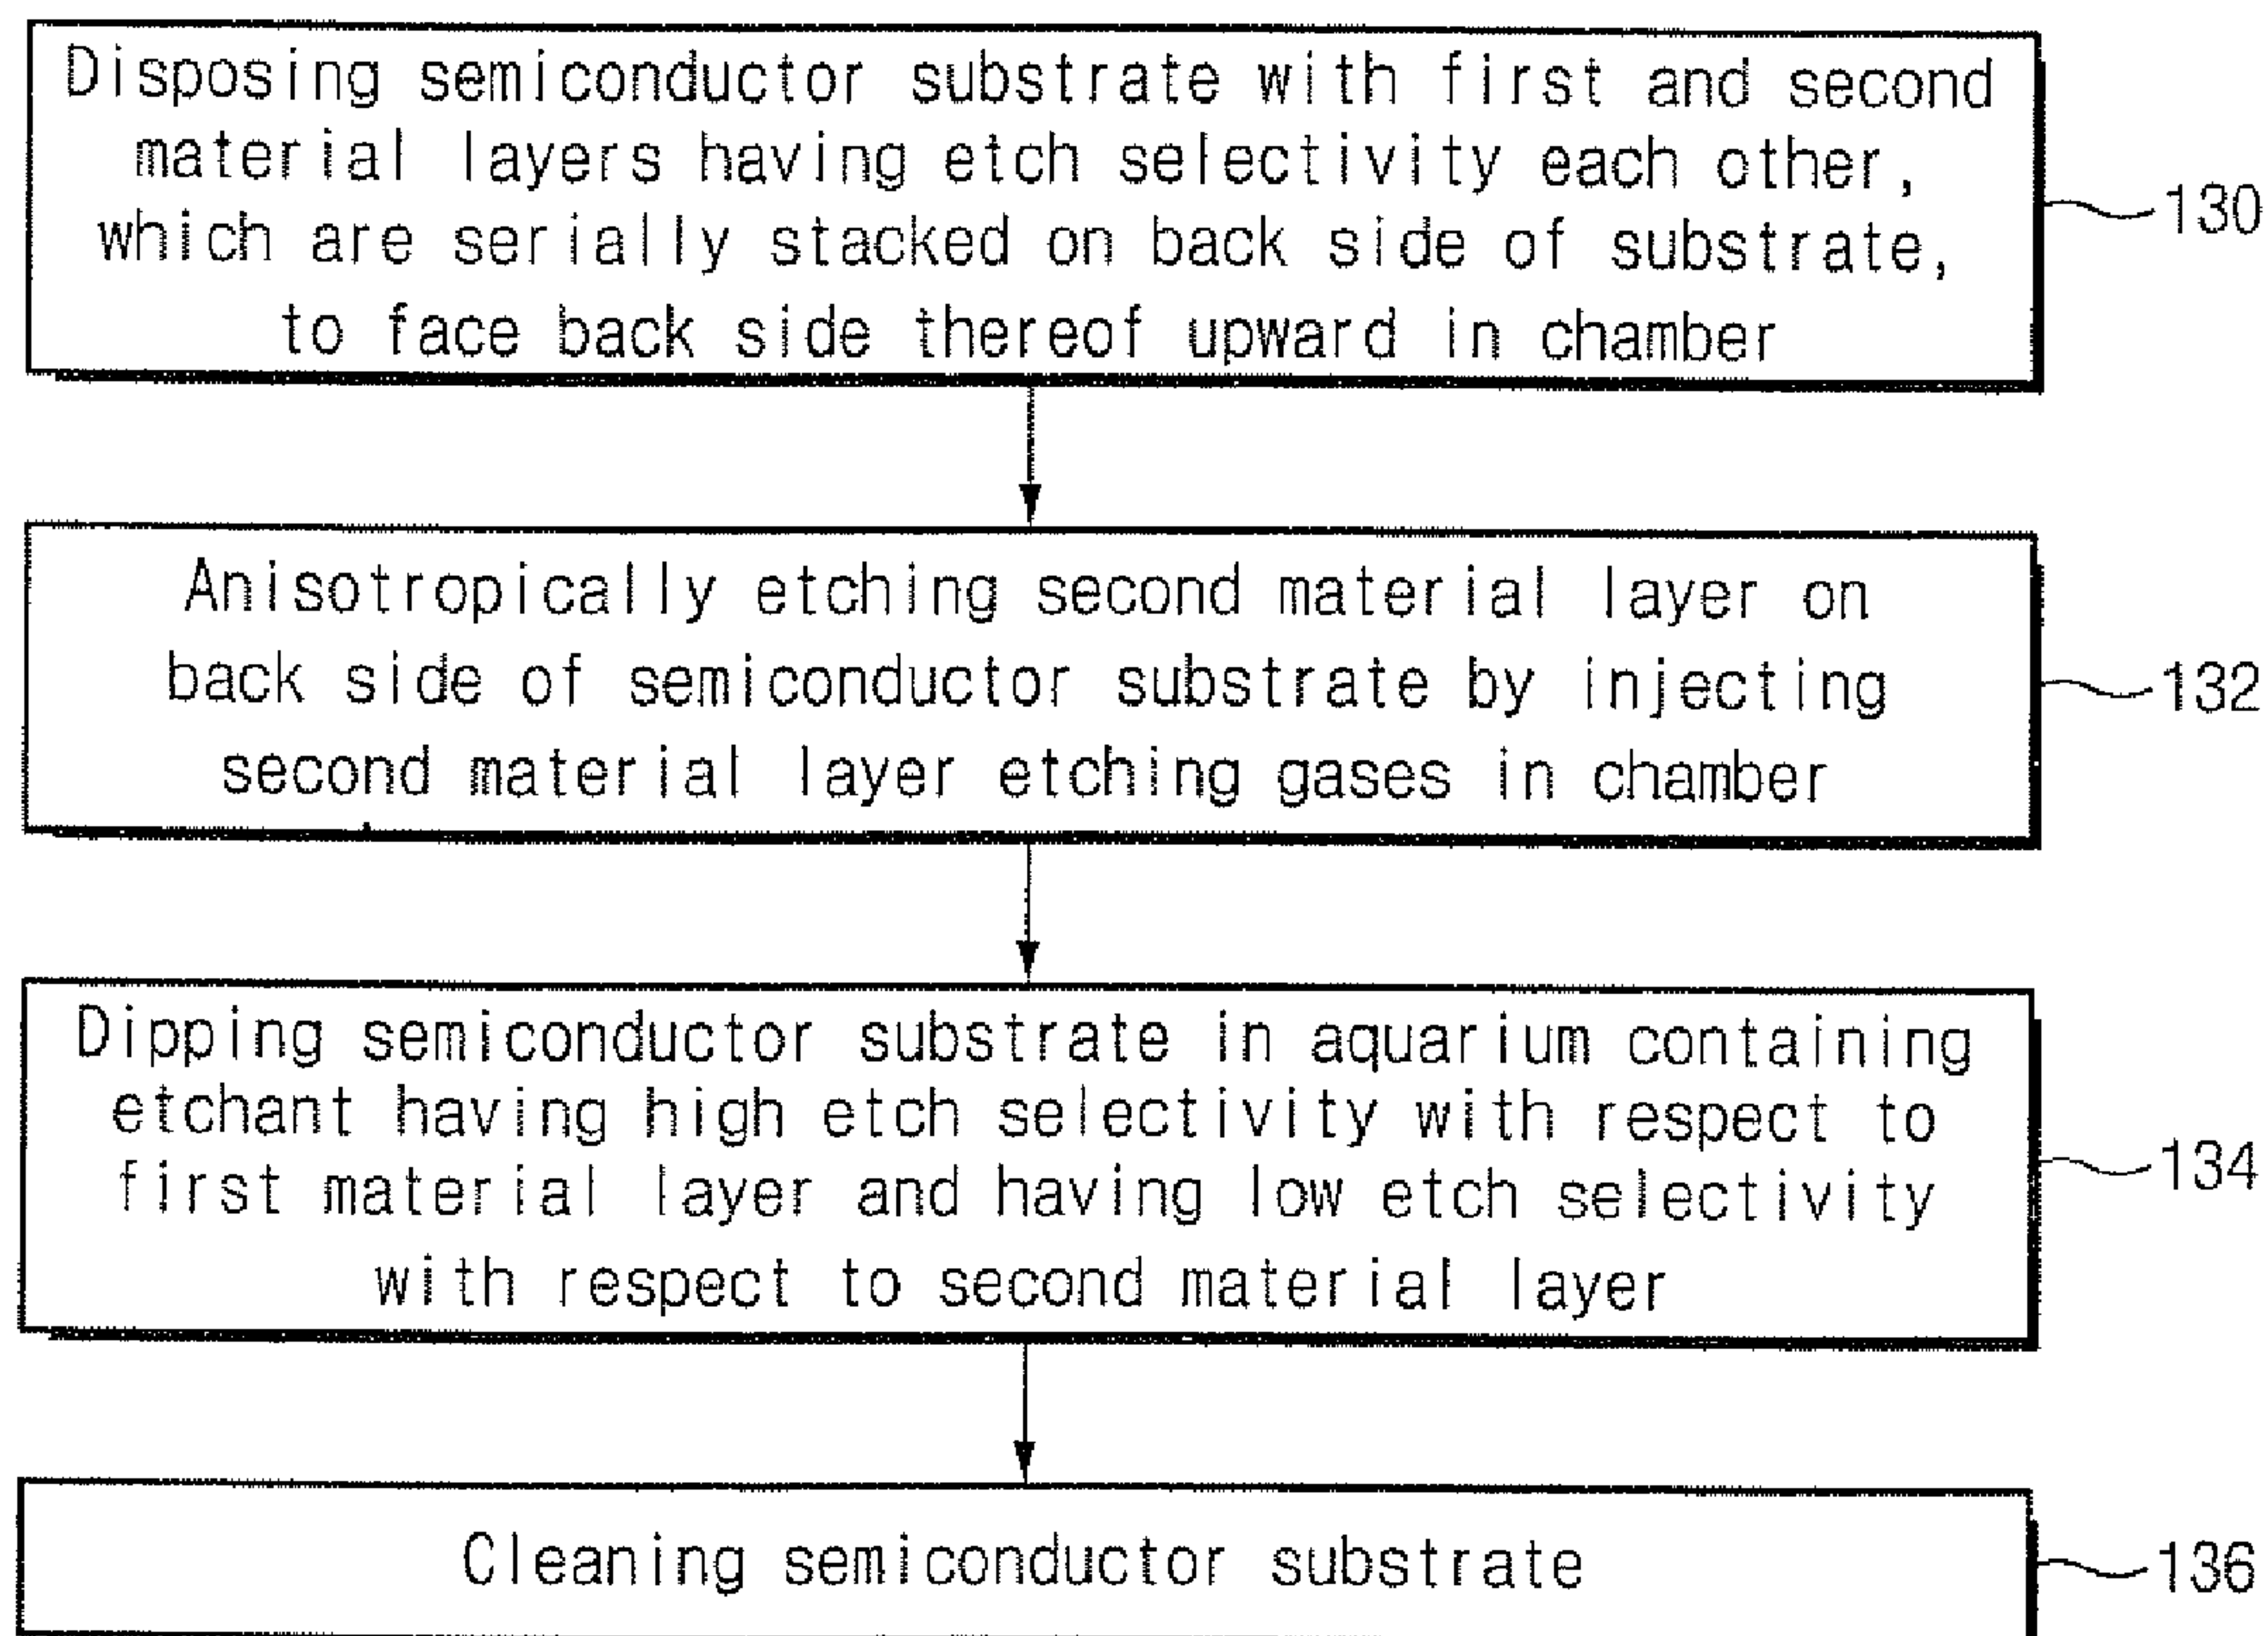 Disposing semiconductor substrate with first and second
material layers having etch selectivity each other,
which are serially stacked on back side of substrate,
to face back side thereof upward in chamber
130
Anisotropically etching second material layer on
back side of semiconductor substrate by injecting
second material layer etching gases in chamber
132
Dipping semiconductor substrate in aquarium containing
etchant having high etch selectivity with respect to
first material layer and having low etch selectivity
with respect to second material layer
134
Cleaning semiconductor substrate
136